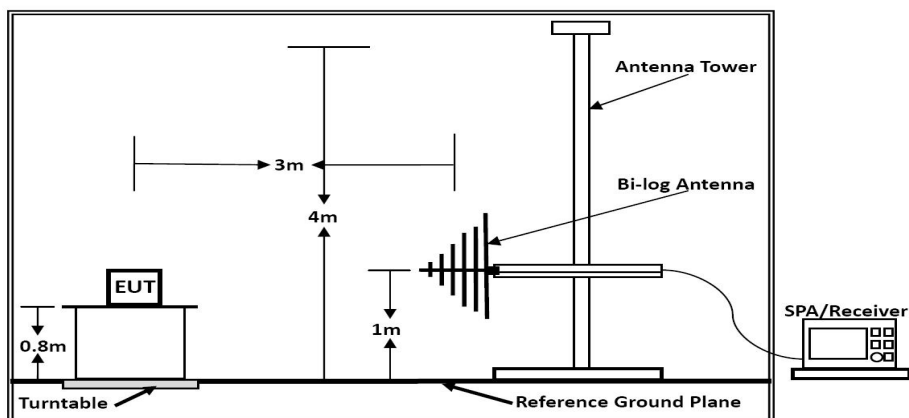 Antenna Tower
3m
Bi-log Antenna
4m
EUT
SPA/Receiver
1m
0.8m
Turntable
Reference Ground Plane